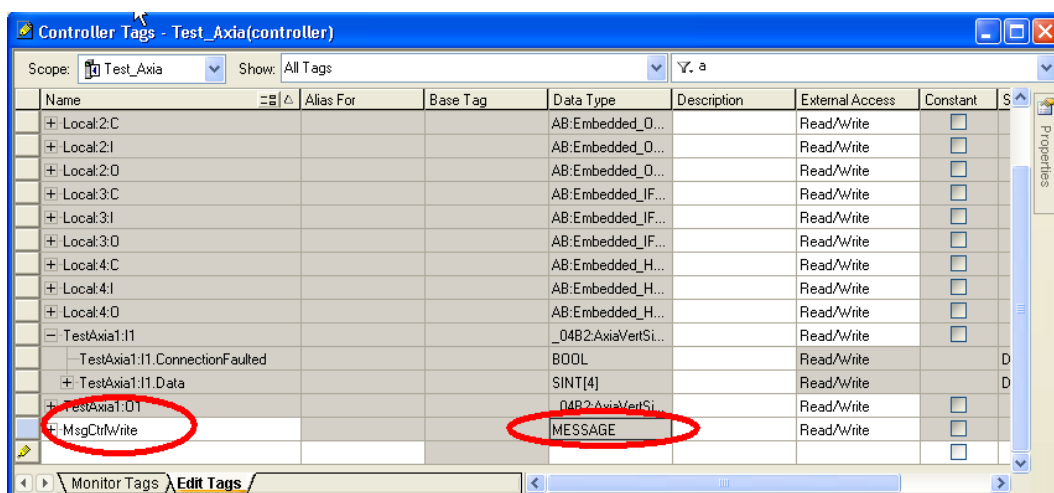 Controller Tags - Test_Axia(controller)
Scope: Test_Axia Show: All Tags a
Name Alias For Base Tag Data Type Description External Access Constant S
Local:2:C AB:Embedded_O... Read/Write
Local:2:I AB:Embedded_O... Read/Write
Local:2:O AB:Embedded_O... Read/Write
Local:3:C AB:Embedded_IF... Read/Write
Local:3:I AB:Embedded_IF... Read/Write
Local:3:O AB:Embedded_IF... Read/Write
Local:4:C AB:Embedded_H... Read/Write
Local:4:I AB:Embedded_H... Read/Write
Local:4:O AB:Embedded_H... Read/Write
TestAxia1:I1 _04B2:AxiaVertSi... Read/Write
TestAxia1:I1.ConnectionFaulted BOOL Read/Write D
TestAxia1:I1.Data SINT[4] Read/Write D
TestAxia1:O1 _04B2:AxiaVertSi... Read/Write
MsgCtrlWrite MESSAGE Read/Write
Monitor Tags Edit Tags
Properties